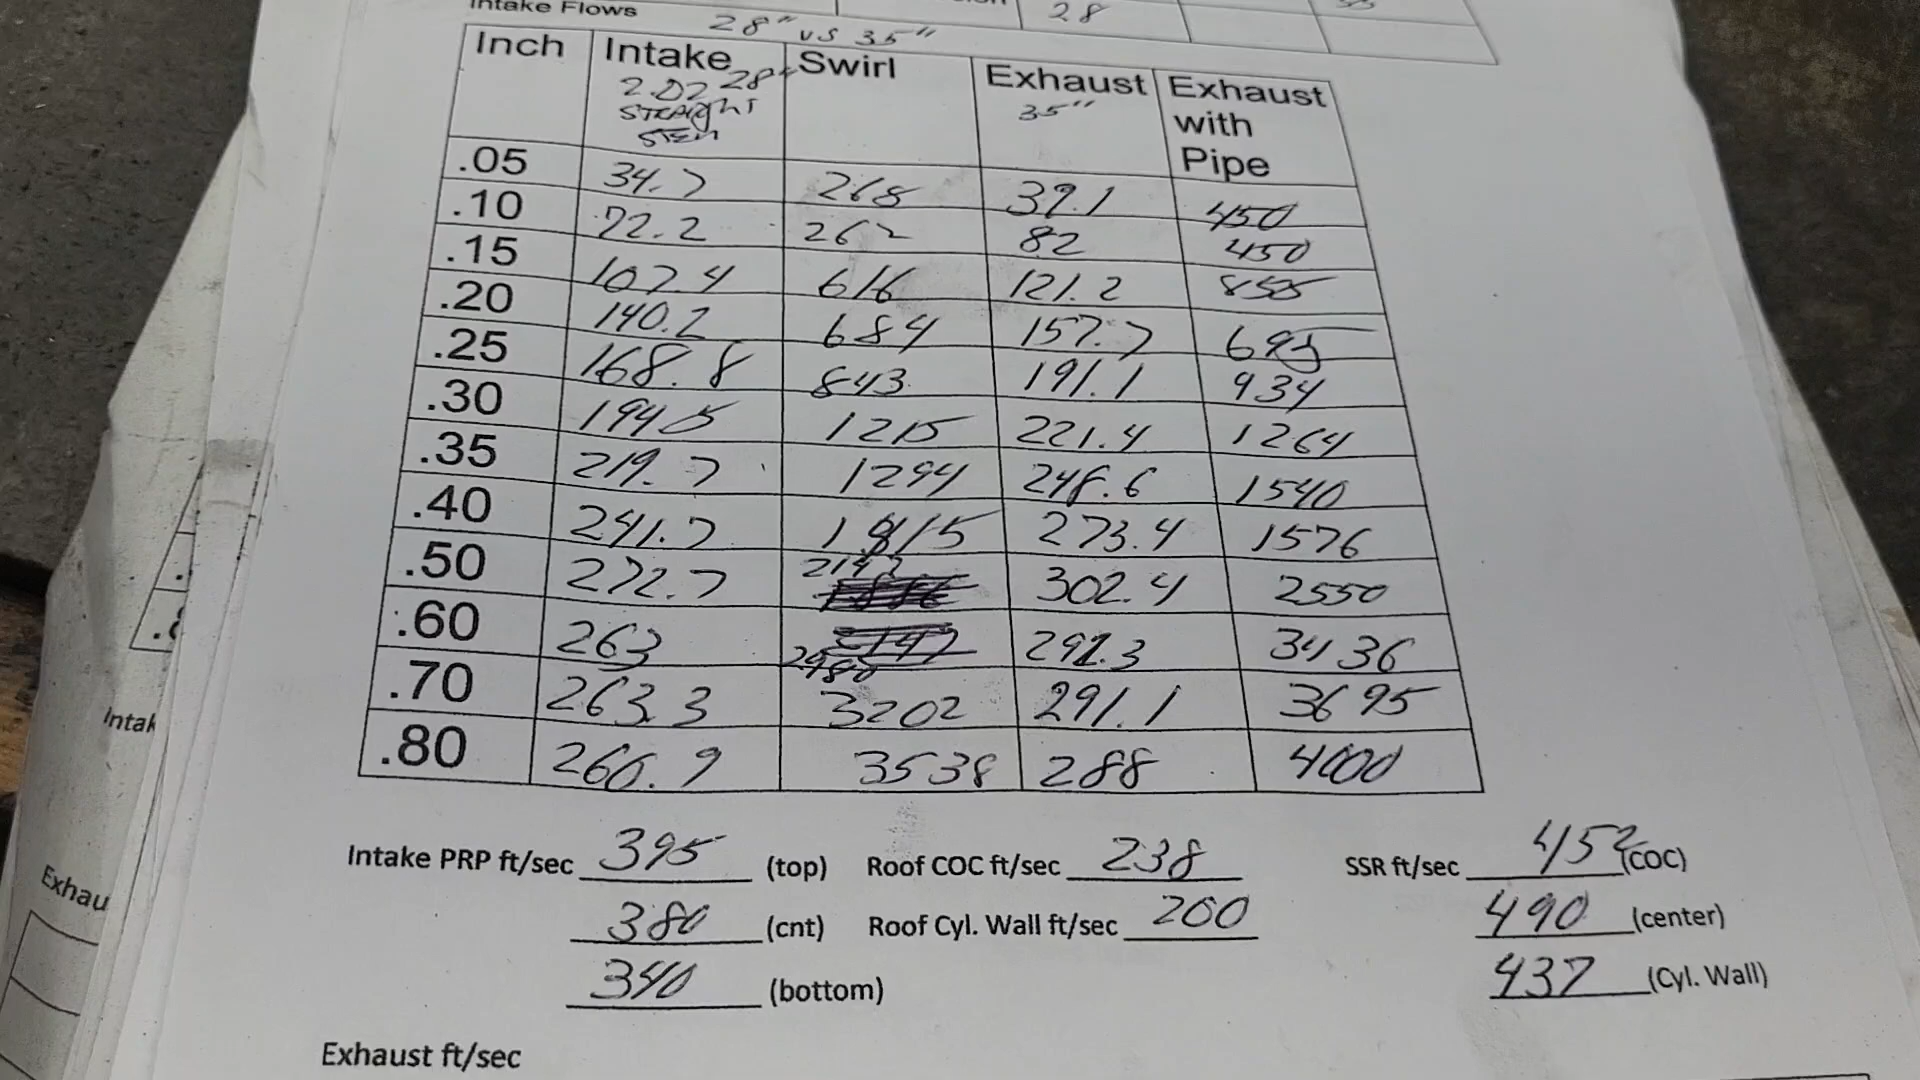 Intake Flows 28" vs 35" 28
Inch Intake 2.02 28" STRAIGHT STEM Swirl Exhaust 35" Exhaust with Pipe
.05 34.7 268 39.1 450
.10 72.2 262 82 450
.15 107.4 616 121.2 855
.20 140.2 684 157.7 695
.25 168.8 843 191.1 934
.30 194.5 1215 221.4 1264
.35 219.7 1294 248.6 1540
.40 241.7 1815 273.4 1576
.50 272.7 2147 302.4 2550
.60 263 2980 291.3 3436
.70 263.3 3202 291.1 3695
.80 266.9 3538 288 4000
Intake PRP ft/sec 395 (top) Roof COC ft/sec 238 SSR ft/sec 452 (COC)
380 (cnt) Roof Cyl. Wall ft/sec 260 490 (center)
340 (bottom) 437 (Cyl. Wall)
Exhaust ft/sec
Intak
Exhau